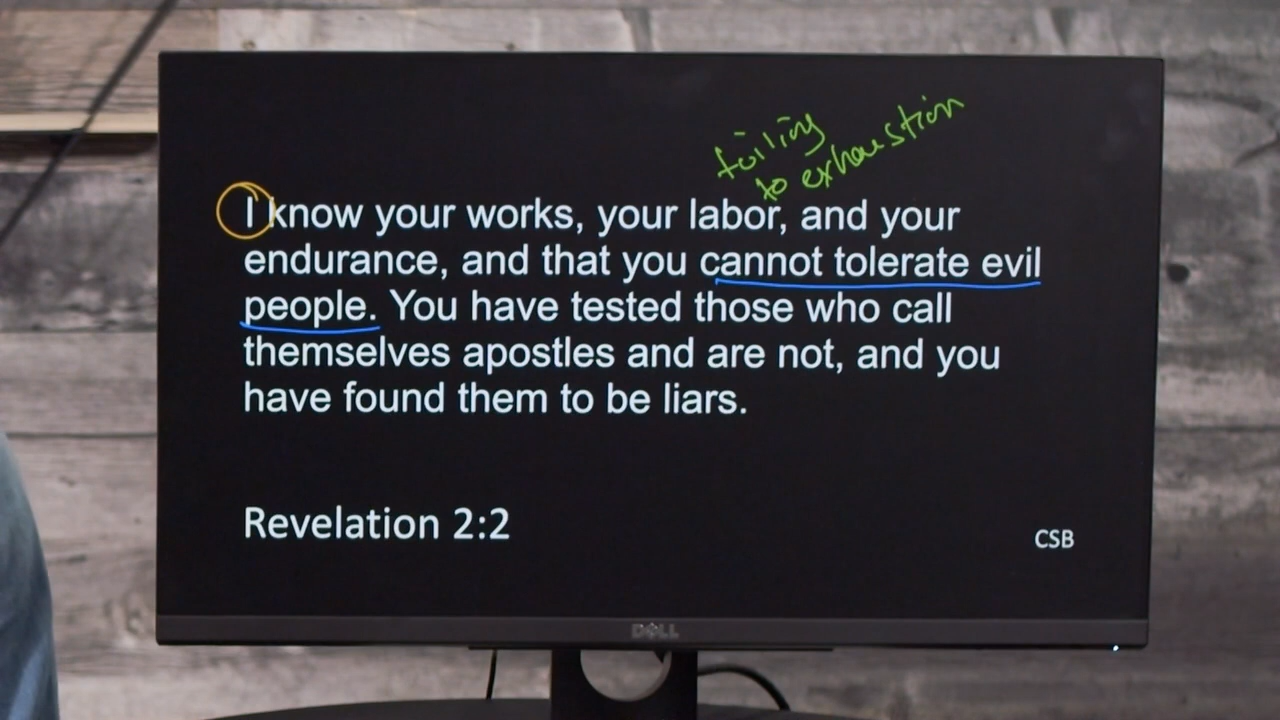 toiling
to exhaustion
I know your works, your labor, and your
endurance, and that you cannot tolerate evil
people. You have tested those who call
themselves apostles and are not, and you
have found them to be liars.
Revelation 2:2
CSB
DELL